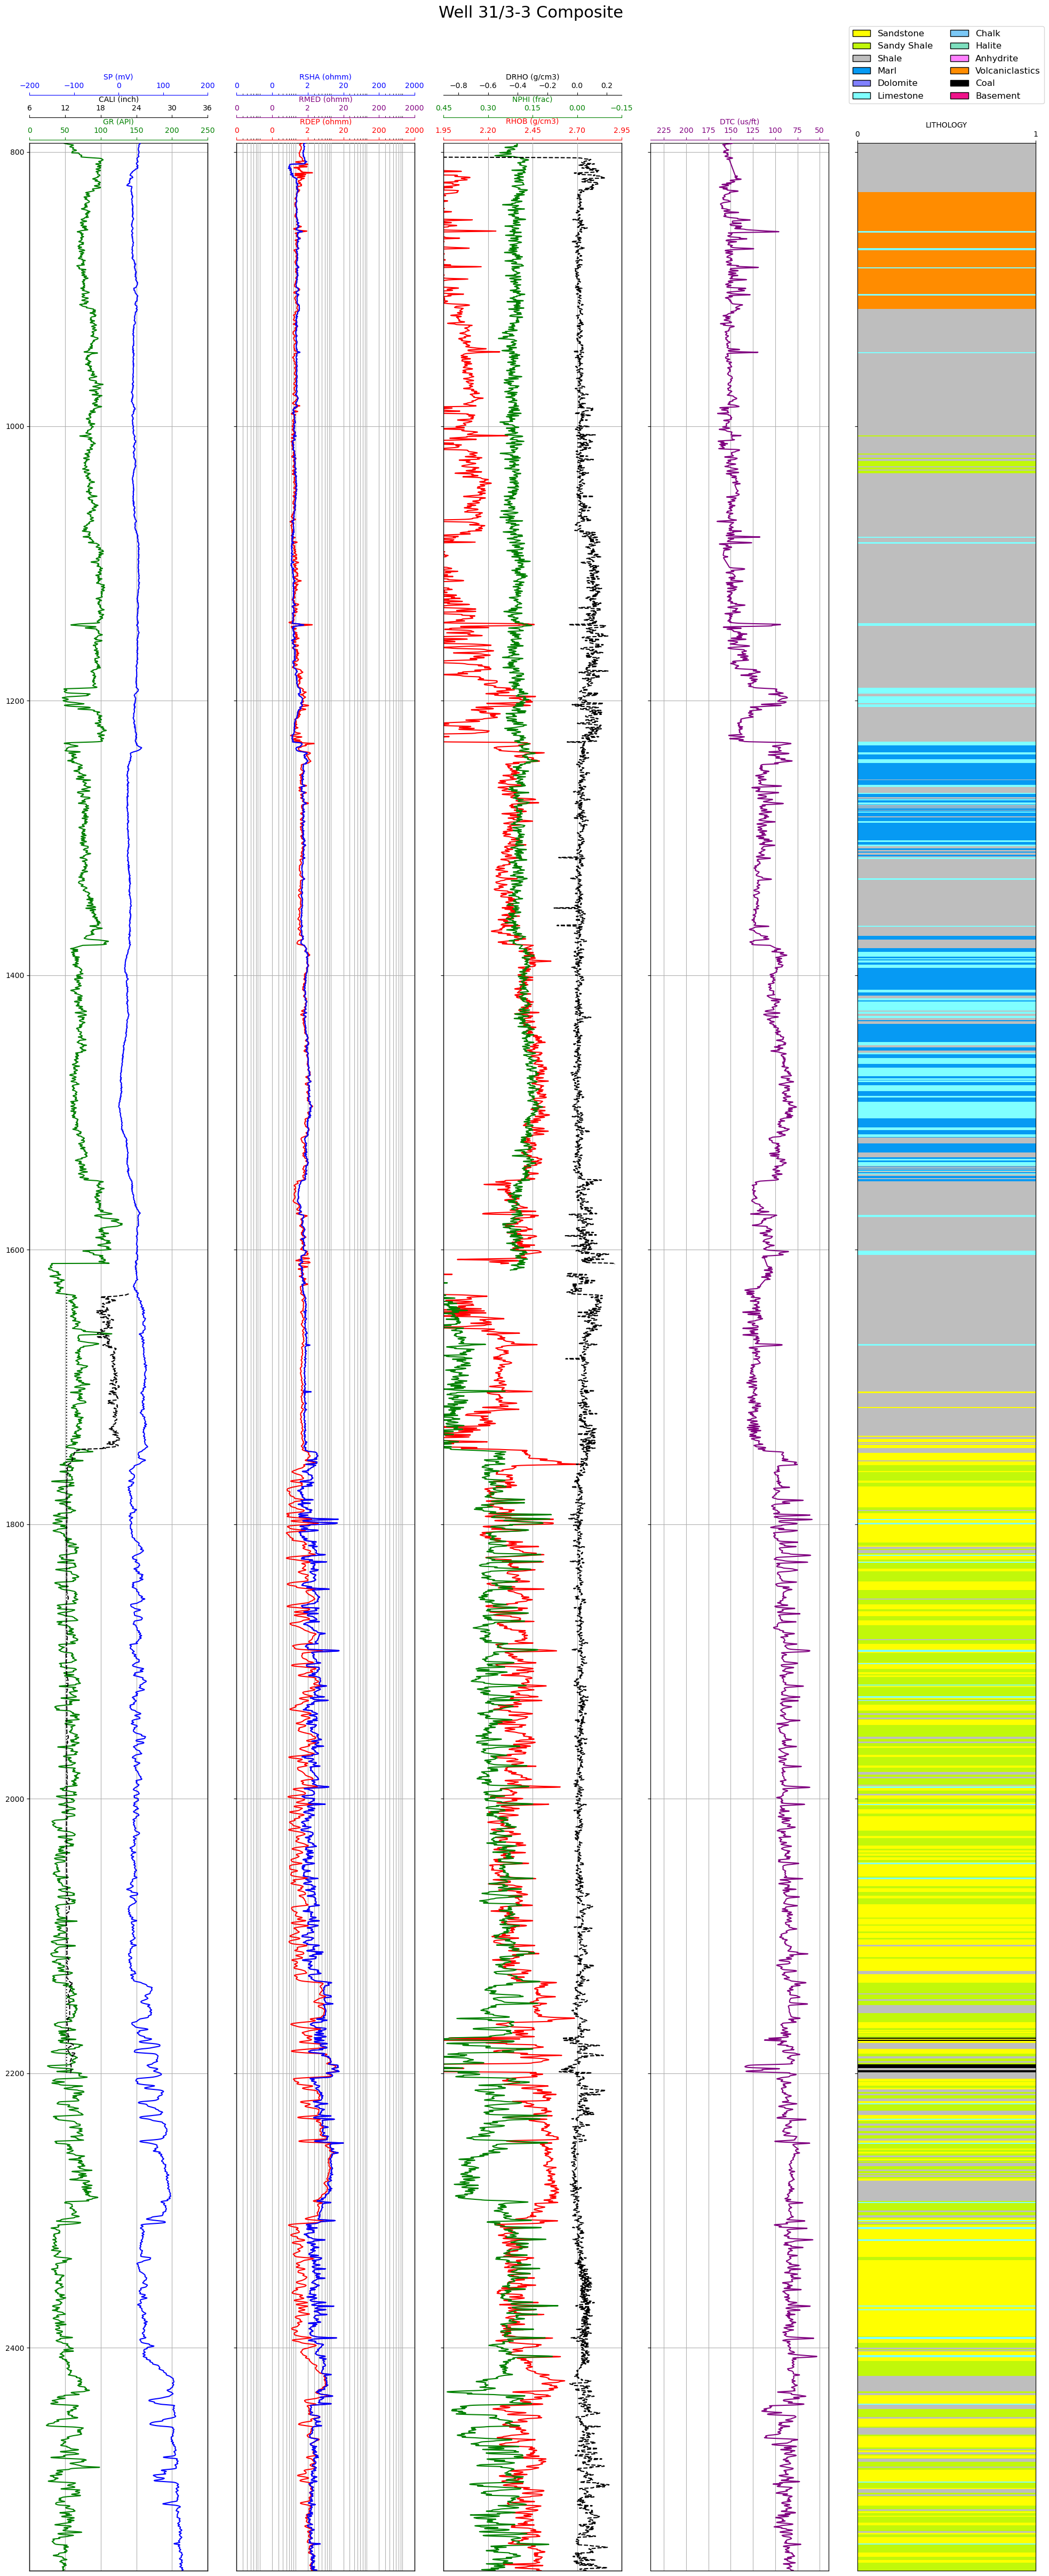 Well 31/3-3 Composite
Sandstone Chalk
Sandy Shale Halite
Shale Anhydrite
Marl Volcaniclastics
Dolomite Coal
Limestone Basement
SP (mV) RSHA (ohmm) DRHO (g/cm3)
−200 −100 0 100 200 0 0 2 20 200 2000 −0.8 −0.6 −0.4 −0.2 0.0 0.2
CALI (inch) RMED (ohmm) NPHI (frac)
6 12 18 24 30 36 0 0 2 20 200 2000 0.45 0.30 0.15 0.00 −0.15
GR (API) RDEP (ohmm) RHOB (g/cm3) DTC (us/ft) LITHOLOGY
0 50 100 150 200 250 0 0 2 20 200 2000 1.95 2.20 2.45 2.70 2.95 225 200 175 150 125 100 75 50 0 1
800
1000
1200
1400
1600
1800
2000
2200
2400